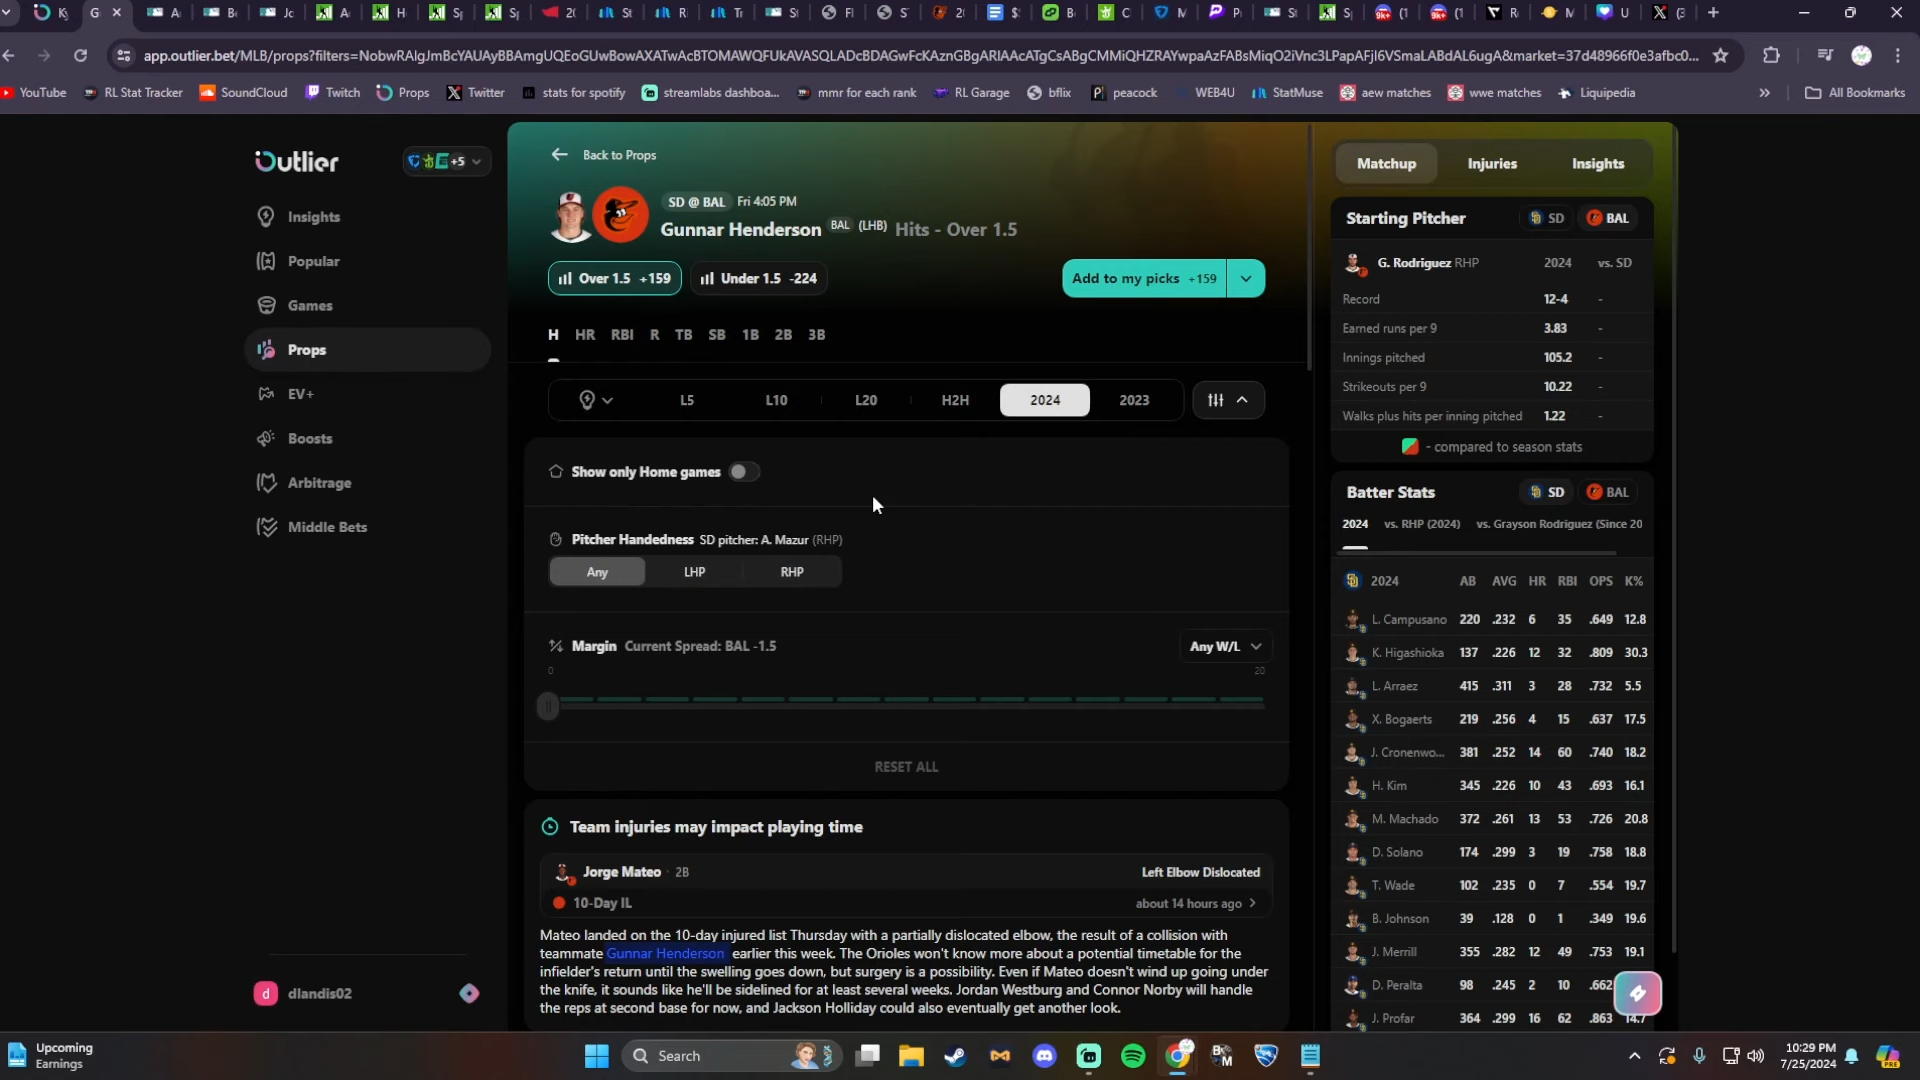 app.outlier.bet/MLB/props?filters=NobwRAlgJmBcYAUAyBBAmgUQEoGUwBowAXATwAcBTOMAWQFUkAVASQLADcBDAGwFcKAznGBgARIAAcATgCsABgCMMiQHZRAYwpaAzFABsMiqO2iVnc3LPapAFjI6VSmaLABdAL6ugA&market=37d48966f0e3afbc0...
YouTube
RL Stat Tracker
SoundCloud
Twitch
Props
Twitter
stats for spotify
streamlabs dashboa...
mmr for each rank
RL Garage
bflix
peacock
WEB4U
StatMuse
aew matches
wwe matches
Liquipedia
All Bookmarks
Outlier
+5
Insights
Popular
Games
Props
EV+
Boosts
Arbitrage
Middle Bets
dlandis02
Back to Props
SD @ BAL Fri 4:05 PM
Gunnar Henderson BAL (LHB) Hits - Over 1.5
Over 1.5 +159
Under 1.5 -224
Add to my picks +159
H HR RBI R TB SB 1B 2B 3B
L5 L10 L20 H2H 2024 2023
Show only Home games
Pitcher Handedness SD pitcher: A. Mazur (RHP)
Any LHP RHP
Margin Current Spread: BAL -1.5
Any W/L
0 20
RESET ALL
Team injuries may impact playing time
Jorge Mateo · 2B Left Elbow Dislocated
10-Day IL about 14 hours ago
Mateo landed on the 10-day injured list Thursday with a partially dislocated elbow, the result of a collision with
teammate Gunnar Henderson earlier this week. The Orioles won't know more about a potential timetable for the
infielder's return until the swelling goes down, but surgery is a possibility. Even if Mateo doesn't wind up going under
the knife, it sounds like he'll be sidelined for at least several weeks. Jordan Westburg and Connor Norby will handle
the reps at second base for now, and Jackson Holliday could also eventually get another look.
Matchup Injuries Insights
Starting Pitcher SD BAL
G. Rodriguez RHP 2024 vs. SD
Record 12-4 -
Earned runs per 9 3.83 -
Innings pitched 105.2 -
Strikeouts per 9 10.22 -
Walks plus hits per inning pitched 1.22 -
- compared to season stats
Batter Stats SD BAL
2024 vs. RHP (2024) vs. Grayson Rodriguez (Since 20
2024 AB AVG HR RBI OPS K%
L. Campusano 220 .232 6 35 .649 12.8
K. Higashioka 137 .226 12 32 .809 30.3
L. Arraez 415 .311 3 28 .732 5.5
X. Bogaerts 219 .256 4 15 .637 17.5
J. Cronenwo... 381 .252 14 60 .740 18.2
H. Kim 345 .226 10 43 .693 16.1
M. Machado 372 .261 13 53 .726 20.8
D. Solano 174 .299 3 19 .758 18.8
T. Wade 102 .235 0 7 .554 19.7
B. Johnson 39 .128 0 1 .349 19.6
J. Merrill 355 .282 12 49 .753 19.1
D. Peralta 98 .245 2 10 .662
J. Profar 364 .299 16 62 .863 14.7
Upcoming
Earnings
Search
10:29 PM
7/25/2024